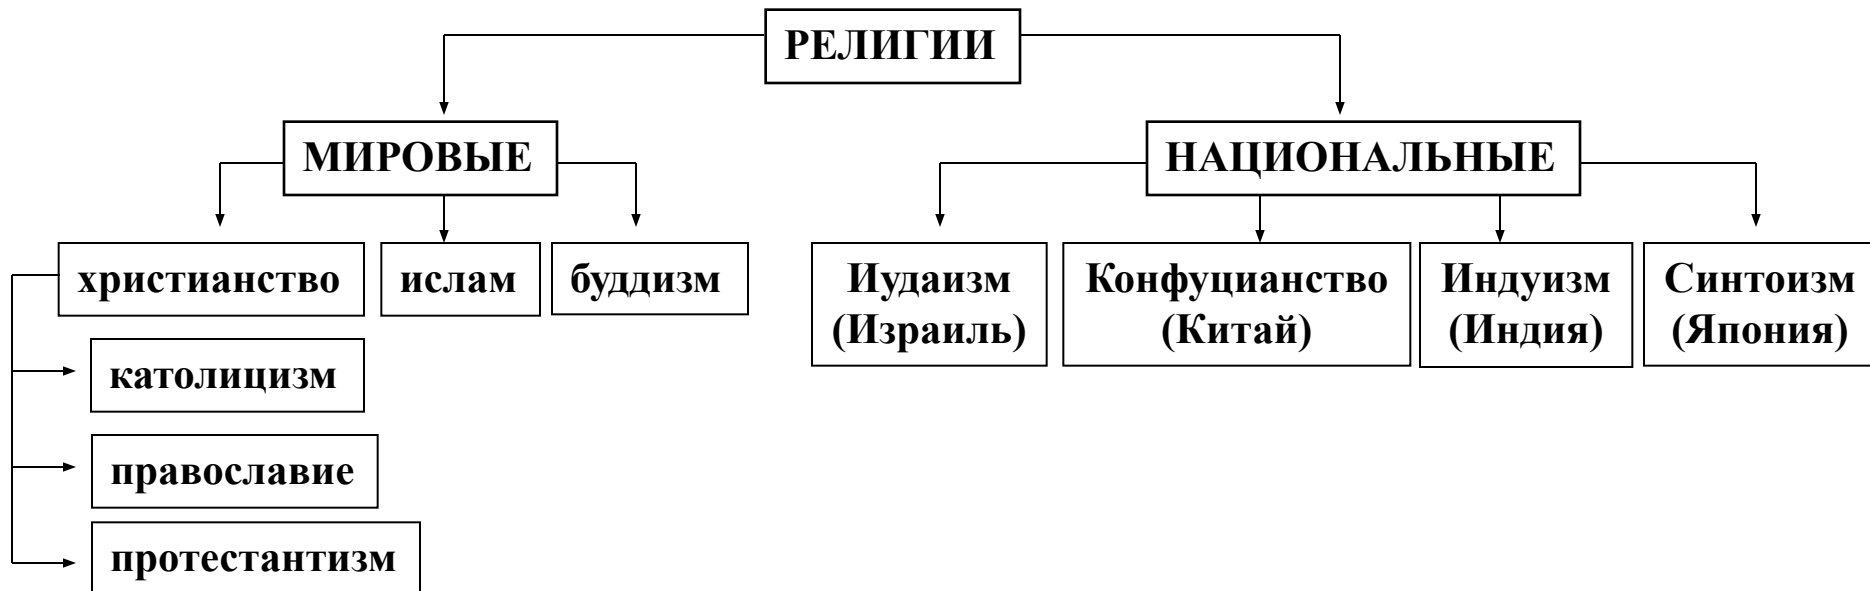 РЕЛИГИИ
МИРОВЫЕ
НАЦИОНАЛЬНЫЕ
христианство
ислам
буддизм
Иудаизм
(Израиль)
Конфуцианство
(Китай)
Индуизм
(Индия)
Синтоизм
(Япония)
католицизм
православие
протестантизм